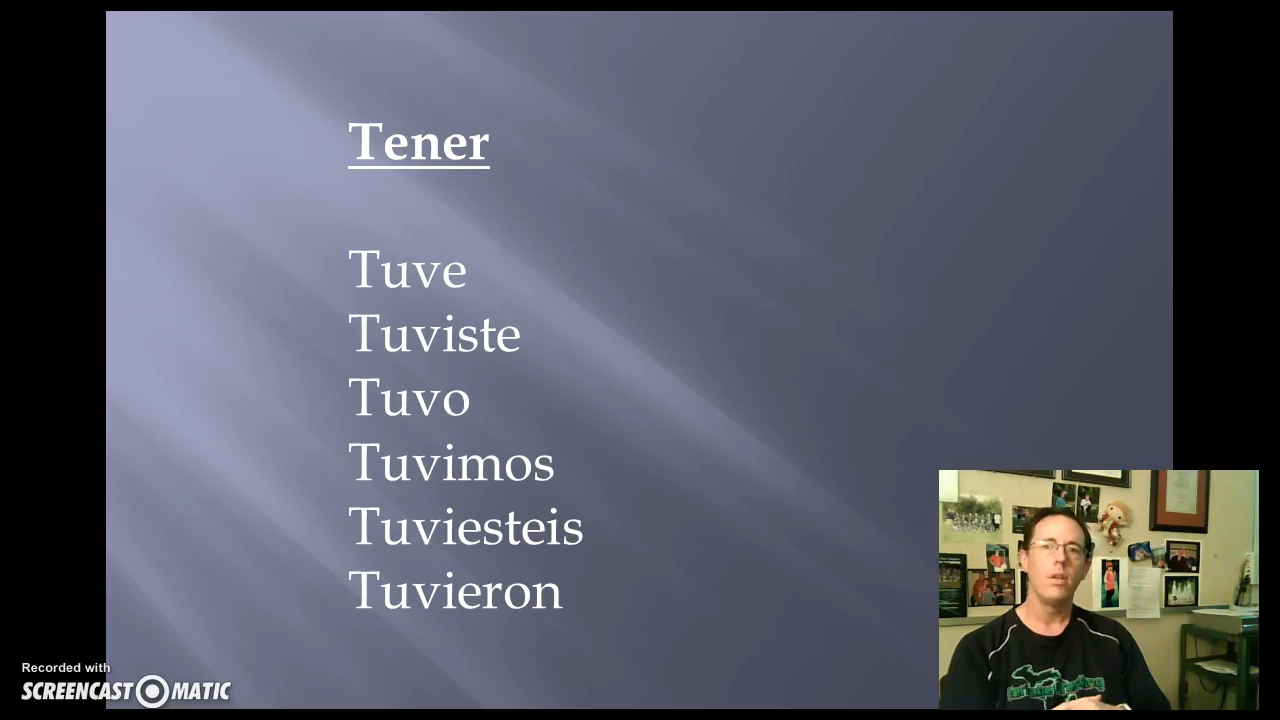 Tener
Tuve
Tuviste
Tuvo
Tuvimos
Tuviesteis
Tuvieron
Recorded with
SCREENCAST MATIC